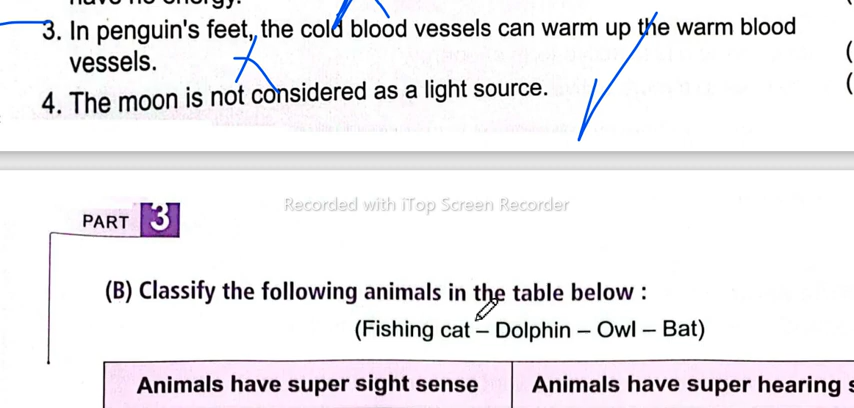 3. In penguin's feet, the cold blood vessels can warm up the warm blood
vessels.
4. The moon is not considered as a light source.
PART 3
Recorded with iTop Screen Recorder
(B) Classify the following animals in the table below :
(Fishing cat – Dolphin – Owl – Bat)
Animals have super sight sense
Animals have super hearing